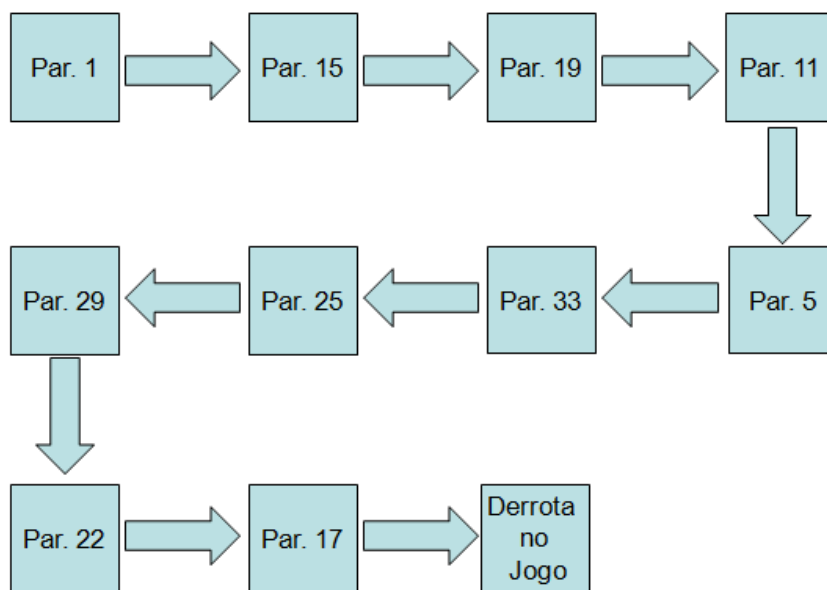 Par. 1
Par. 15
Par. 19
Par. 11
Par. 29
Par. 25
Par. 33
Par. 5
Par. 22
Par. 17
Derrota
no
Jogo